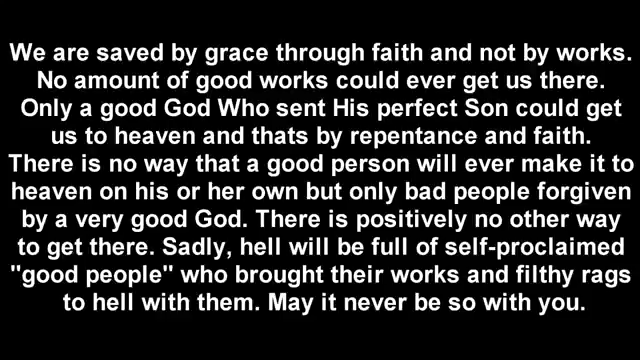 We are saved by grace through faith and not by works.
No amount of good works could ever get us there.
Only a good God Who sent His perfect Son could get
us to heaven and thats by repentance and faith.
There is no way that a good person will ever make it to
heaven on his or her own but only bad people forgiven
by a very good God. There is positively no other way
to get there. Sadly, hell will be full of self-proclaimed
"good people" who brought their works and filthy rags
to hell with them. May it never be so with you.